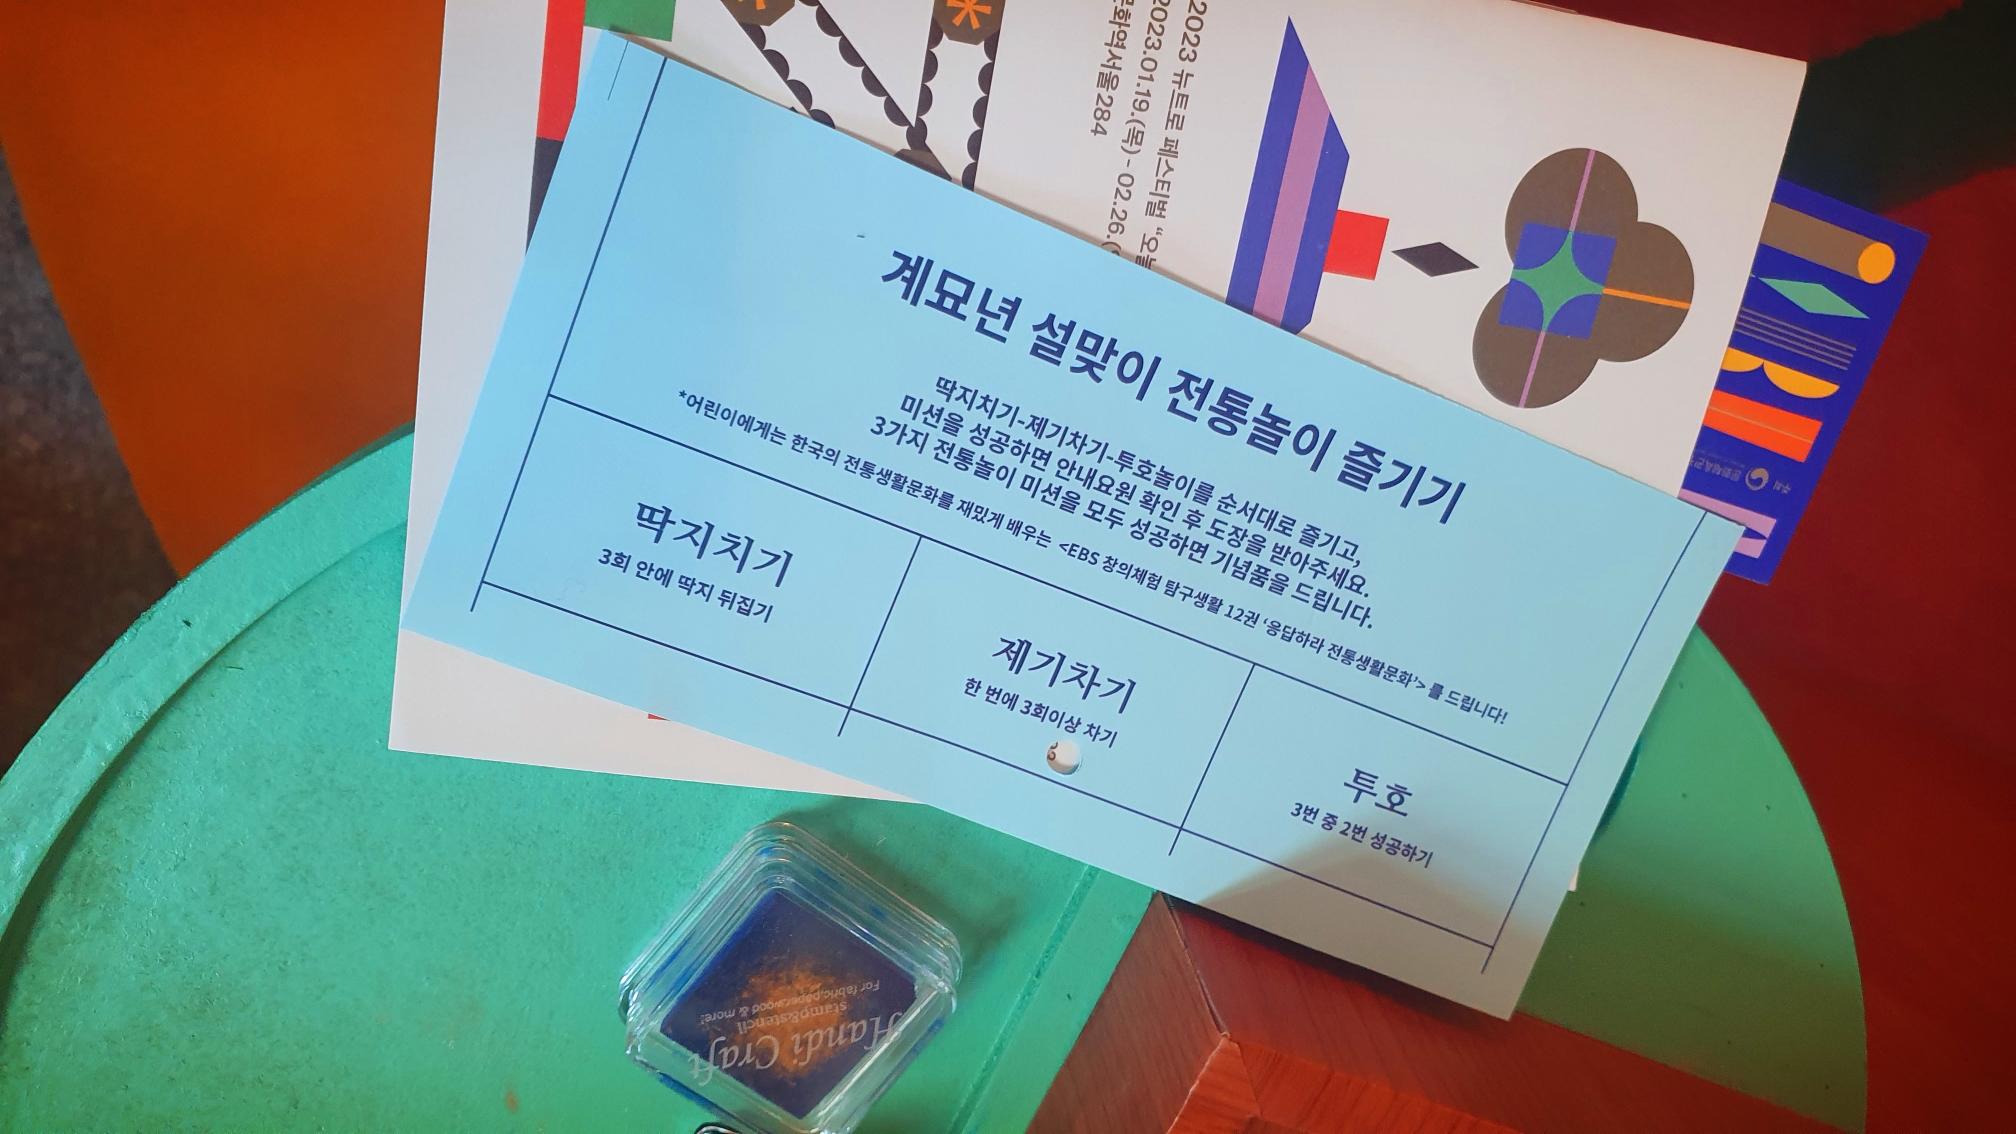 2023 뉴트로 페스티벌 "오늘
2023.01.19.(목) - 02.26.(
문화역서울284
계묘년 설맞이 전통놀이 즐기기
딱지치기-제기차기-투호놀이를 순서대로 즐기고,
미션을 성공하면 안내요원 확인 후 도장을 받아주세요.
3가지 전통놀이 미션을 모두 성공하면 기념품을 드립니다.
*어린이에게는 한국의 전통생활문화를 재밌게 배우는 <EBS 창의체험 탐구생활 12권 '응답하라 전통생활문화'> 를 드립니다!
딱지치기
3회 안에 딱지 뒤집기
제기차기
한 번에 3회이상 차기
투호
3번 중 2번 성공하기
주최
Handi Craft
stamp&stencil
For fabric,paper,wood & more!